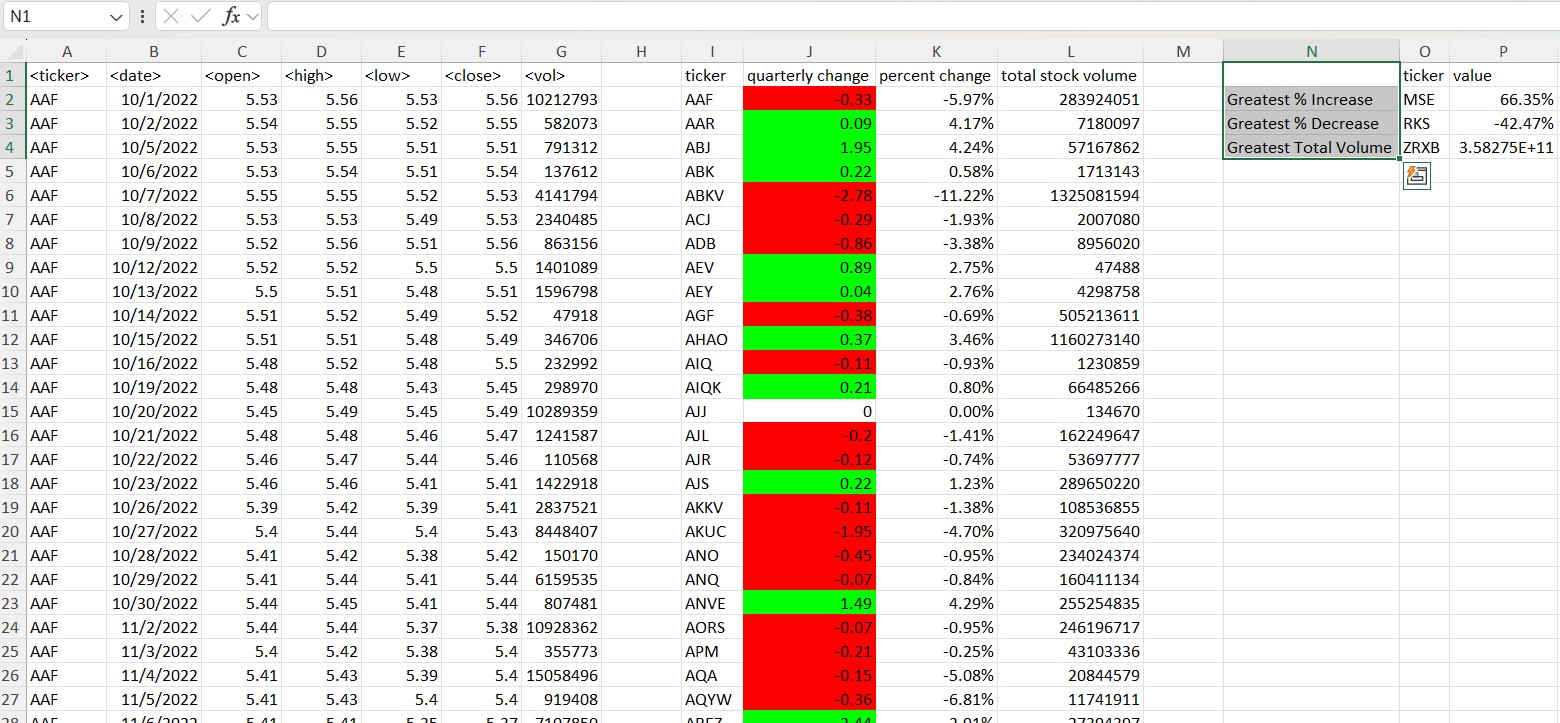 N1 fx
A B C D E F G H I J K L M N O P
1 <ticker> <date> <open> <high> <low> <close> <vol> ticker quarterly change percent change total stock volume ticker value
2 AAF 10/1/2022 5.53 5.56 5.53 5.56 10212793 AAF -0.33 -5.97% 283924051 Greatest % Increase MSE 66.35%
3 AAF 10/2/2022 5.54 5.55 5.52 5.55 582073 AAR 0.09 4.17% 7180097 Greatest % Decrease RKS -42.47%
4 AAF 10/5/2022 5.53 5.55 5.51 5.51 791312 ABJ 1.95 4.24% 57167862 Greatest Total Volume ZRXB 3.58275E+11
5 AAF 10/6/2022 5.53 5.54 5.51 5.54 137612 ABK 0.22 0.58% 1713143
6 AAF 10/7/2022 5.55 5.55 5.52 5.53 4141794 ABKV -2.78 -11.22% 1325081594
7 AAF 10/8/2022 5.53 5.53 5.49 5.53 2340485 ACJ -0.29 -1.93% 2007080
8 AAF 10/9/2022 5.52 5.56 5.51 5.56 863156 ADB -0.86 -3.38% 8956020
9 AAF 10/12/2022 5.52 5.52 5.5 5.5 1401089 AEV 0.89 2.75% 47488
10 AAF 10/13/2022 5.5 5.51 5.48 5.51 1596798 AEY 0.04 2.76% 4298758
11 AAF 10/14/2022 5.51 5.52 5.49 5.52 47918 AGF -0.38 -0.69% 505213611
12 AAF 10/15/2022 5.51 5.51 5.48 5.49 346706 AHAO 0.37 3.46% 1160273140
13 AAF 10/16/2022 5.48 5.52 5.48 5.5 232992 AIQ -0.11 -0.93% 1230859
14 AAF 10/19/2022 5.48 5.48 5.43 5.45 298970 AIQK 0.21 0.80% 66485266
15 AAF 10/20/2022 5.45 5.49 5.45 5.49 10289359 AJJ 0 0.00% 134670
16 AAF 10/21/2022 5.48 5.48 5.46 5.47 1241587 AJL -0.2 -1.41% 162249647
17 AAF 10/22/2022 5.46 5.47 5.44 5.46 110568 AJR -0.12 -0.74% 53697777
18 AAF 10/23/2022 5.46 5.46 5.41 5.41 1422918 AJS 0.22 1.23% 289650220
19 AAF 10/26/2022 5.39 5.42 5.39 5.41 2837521 AKKV -0.11 -1.38% 108536855
20 AAF 10/27/2022 5.4 5.44 5.4 5.43 8448407 AKUC -1.95 -4.70% 320975640
21 AAF 10/28/2022 5.41 5.42 5.38 5.42 150170 ANO -0.45 -0.95% 234024374
22 AAF 10/29/2022 5.41 5.44 5.41 5.44 6159535 ANQ -0.07 -0.84% 160411134
23 AAF 10/30/2022 5.44 5.45 5.41 5.44 807481 ANVE 1.49 4.29% 255254835
24 AAF 11/2/2022 5.44 5.44 5.37 5.38 10928362 AORS -0.07 -0.95% 246196717
25 AAF 11/3/2022 5.4 5.42 5.38 5.4 355773 APM -0.21 -0.25% 43103336
26 AAF 11/4/2022 5.41 5.43 5.39 5.4 15058496 AQA -0.15 -5.08% 20844579
27 AAF 11/5/2022 5.41 5.43 5.4 5.4 919408 AQYW -0.36 -6.81% 11741911
28 AAF 11/6/2022 5.41 5.41